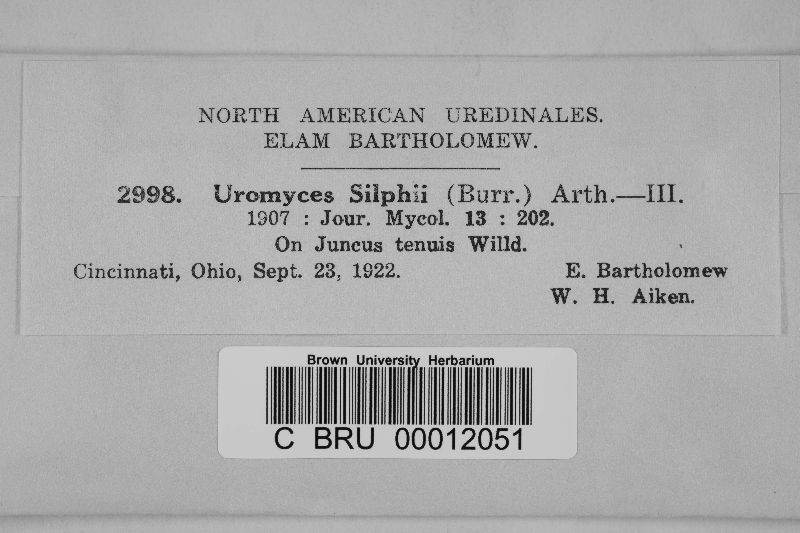 NORTH AMERICAN UREDINALES.
ELAM BARTHOLOMEW.
2998. Uromyces Silphii (Burr.) Arth.—III.
1907 : Jour. Mycol. 13 : 202.
On Juncus tenuis Willd.
Cincinnati, Ohio, Sept. 23, 1922. E. Bartholomew
W. H. Aiken.
Brown University Herbarium
C BRU 00012051